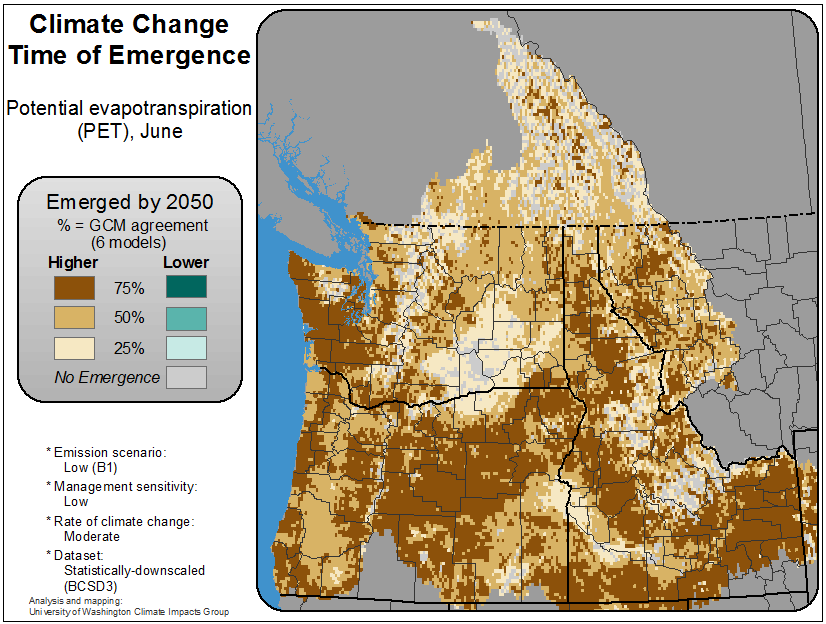 Climate Change
Time of Emergence
Potential evapotranspiration
(PET), June
Emerged by 2050
% = GCM agreement
(6 models)
Higher Lower
75%
50%
25%
No Emergence
* Emission scenario:
Low (B1)
* Management sensitivity:
Low
* Rate of climate change:
Moderate
* Dataset:
Statistically-downscaled
(BCSD3)
Analysis and mapping:
University of Washington Climate Impacts Group